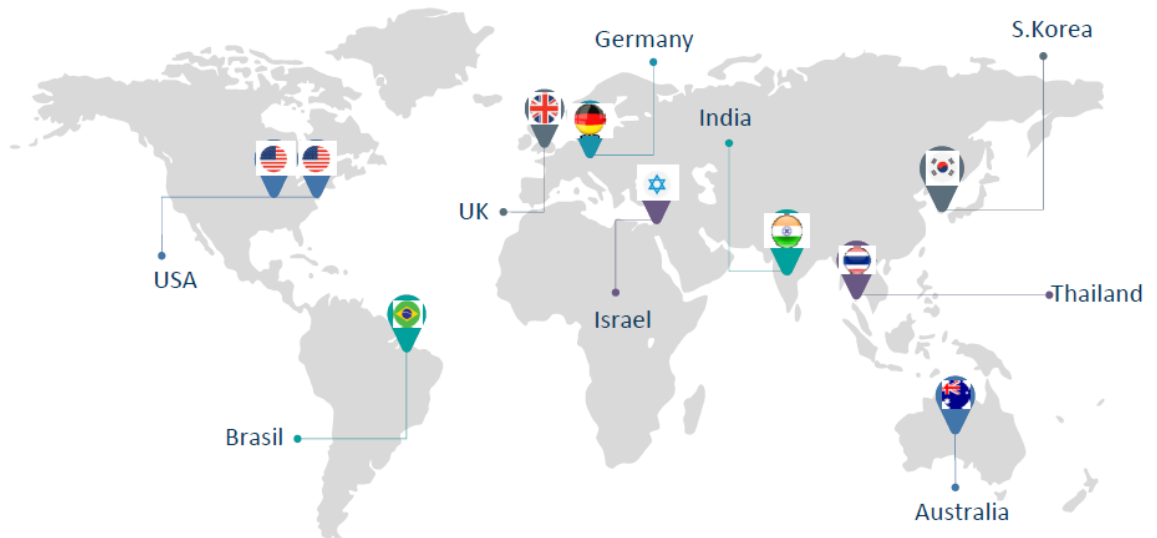 S.Korea
Germany
India
UK
USA
Thailand
Israel
Brasil
Australia